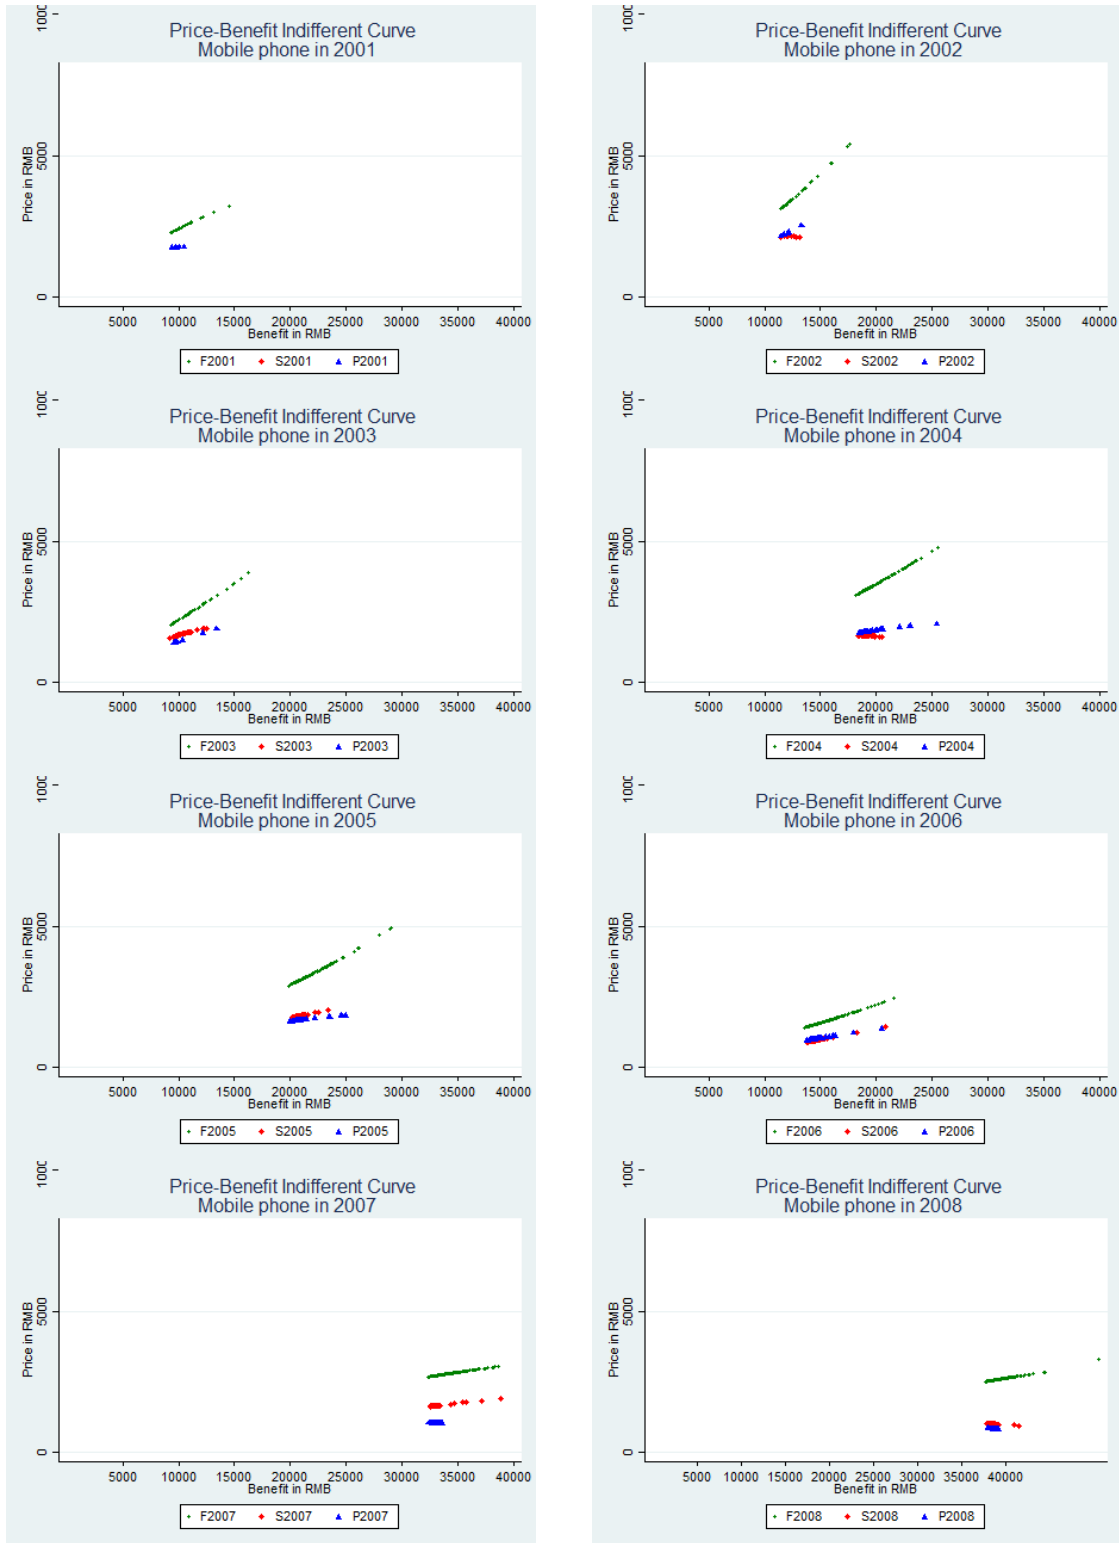 Price-Benefit Indifferent Curve
Mobile phone in 2001
Price in RMB
5000
0
5000 10000 15000 20000 25000 30000 35000 40000
Benefit in RMB
F2001 S2001 P2001
Price-Benefit Indifferent Curve
Mobile phone in 2002
Price in RMB
5000
0
5000 10000 15000 20000 25000 30000 35000 40000
Benefit in RMB
F2002 S2002 P2002
Price-Benefit Indifferent Curve
Mobile phone in 2003
Price in RMB
5000
0
5000 10000 15000 20000 25000 30000 35000 40000
Benefit in RMB
F2003 S2003 P2003
Price-Benefit Indifferent Curve
Mobile phone in 2004
Price in RMB
5000
0
5000 10000 15000 20000 25000 30000 35000 40000
Benefit in RMB
F2004 S2004 P2004
Price-Benefit Indifferent Curve
Mobile phone in 2005
Price in RMB
5000
0
5000 10000 15000 20000 25000 30000 35000 40000
Benefit in RMB
F2005 S2005 P2005
Price-Benefit Indifferent Curve
Mobile phone in 2006
Price in RMB
5000
0
5000 10000 15000 20000 25000 30000 35000 40000
Benefit in RMB
F2006 S2006 P2006
Price-Benefit Indifferent Curve
Mobile phone in 2007
Price in RMB
5000
0
5000 10000 15000 20000 25000 30000 35000 40000
Benefit in RMB
F2007 S2007 P2007
Price-Benefit Indifferent Curve
Mobile phone in 2008
Price in RMB
5000
0
5000 10000 15000 20000 25000 30000 35000 40000
Benefit in RMB
F2008 S2008 P2008